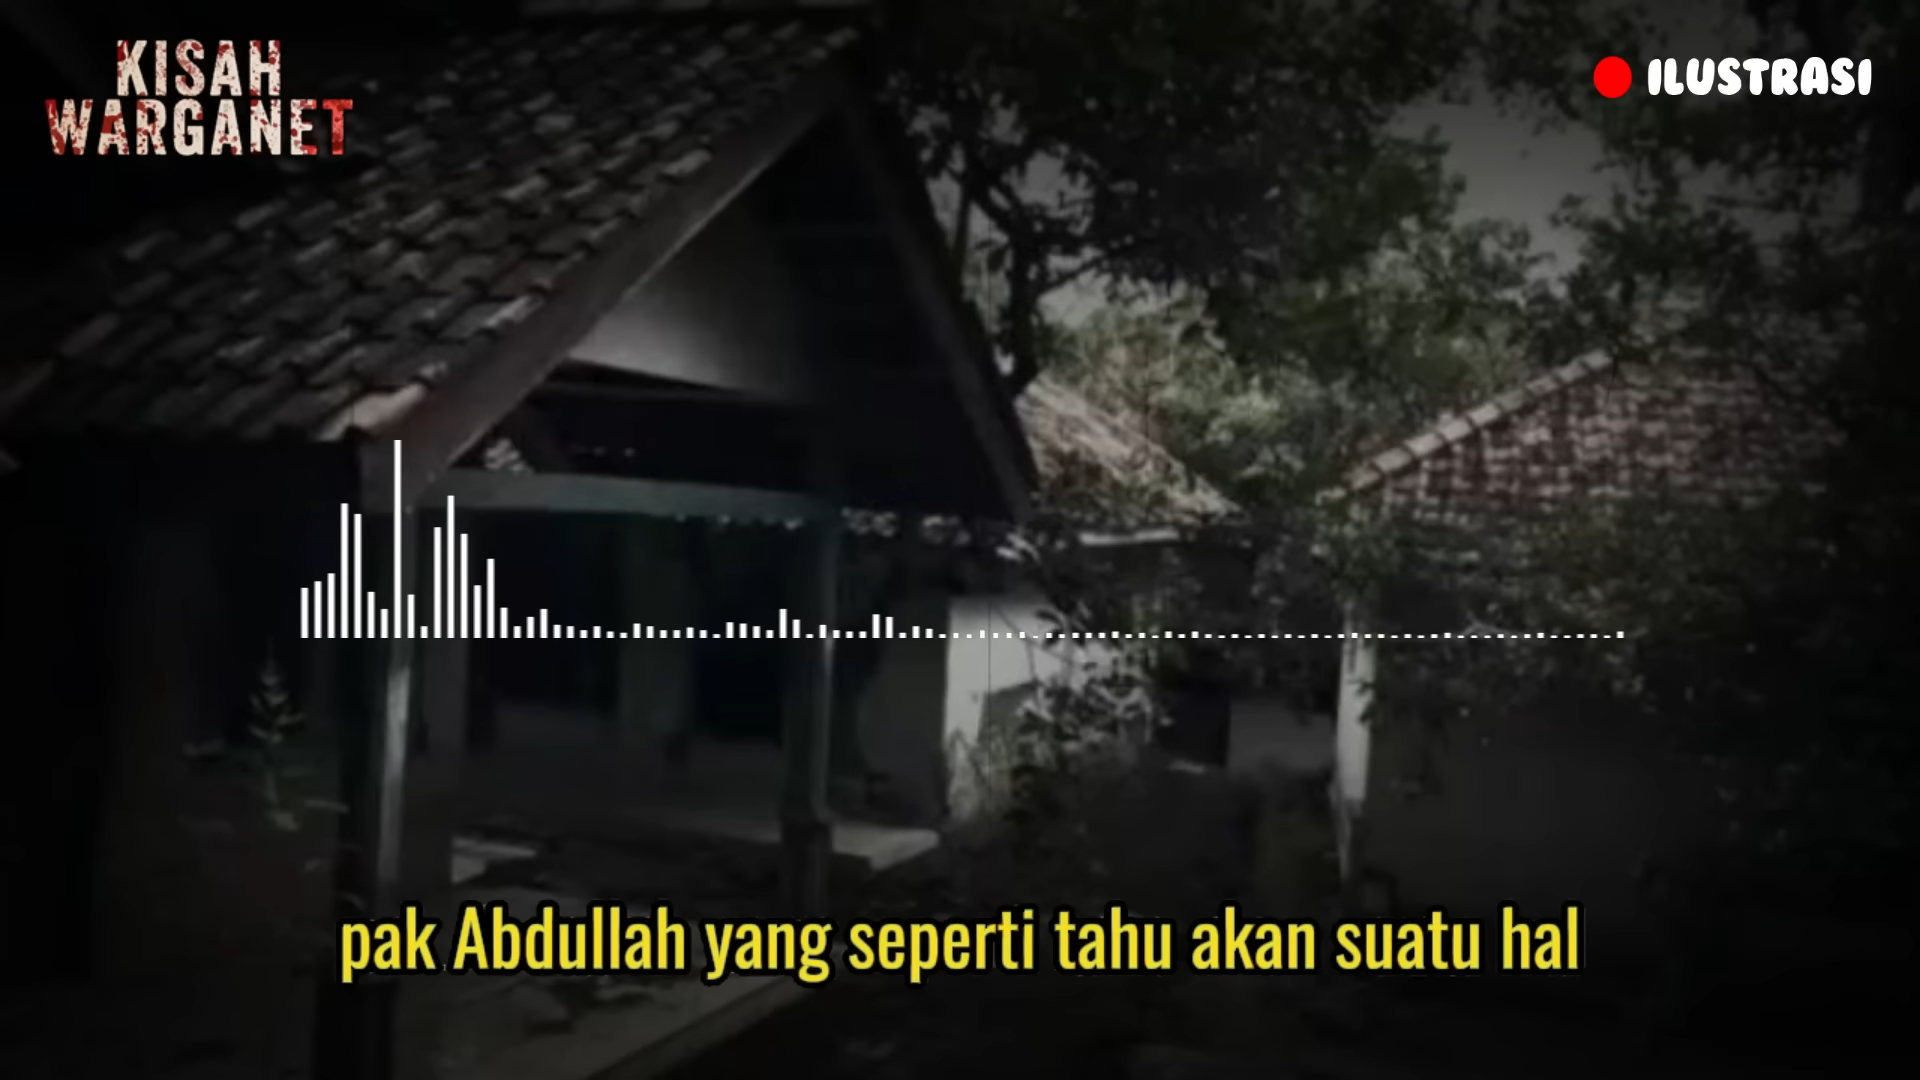 KISAH
WARGANET
ILUSTRASI
pak Abdullah yang seperti tahu akan suatu hal